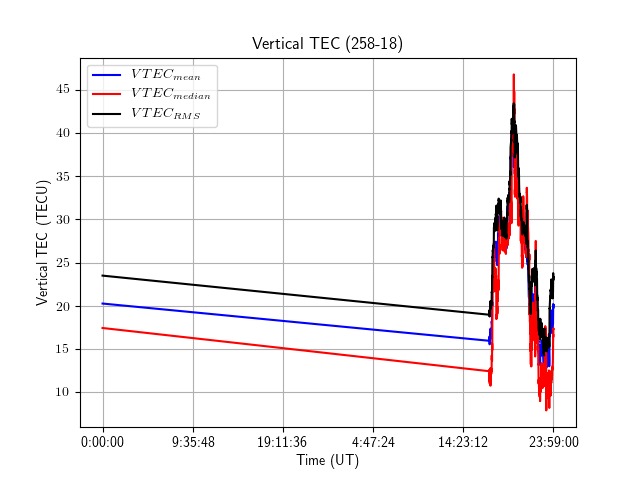 Vertical TEC (258-18)
VTEC_mean
VTEC_median
VTEC_RMS
Vertical TEC (TECU)
45
40
35
30
25
20
15
10
0:00:00 9:35:48 19:11:36 4:47:24 14:23:12 23:59:00
Time (UT)